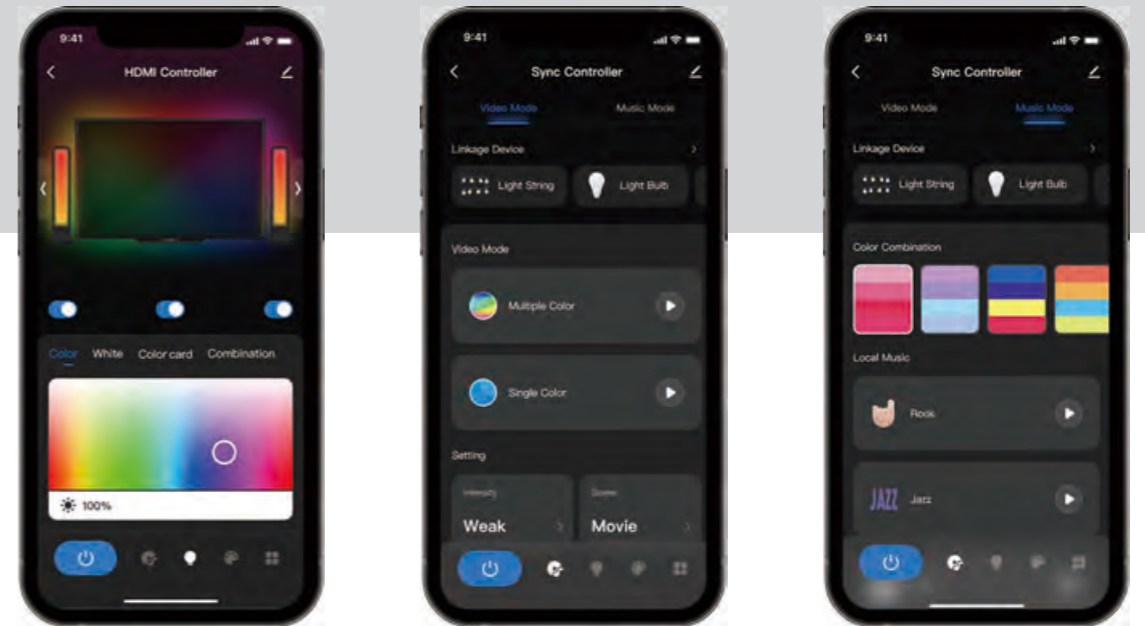 9:41
HDMI Controller
Color White Color card Combination
100%
9:41
Sync Controller
Video Mode Music Mode
Linkage Device
Light String Light Bulb
Video Mode
Multiple Color
Single Color
Setting
Intensity Scene
Weak Movie
9:41
Sync Controller
Video Mode Music Mode
Linkage Device
Light String Light Bulb
Color Combination
Local Music
Rock
JAZZ Jazz